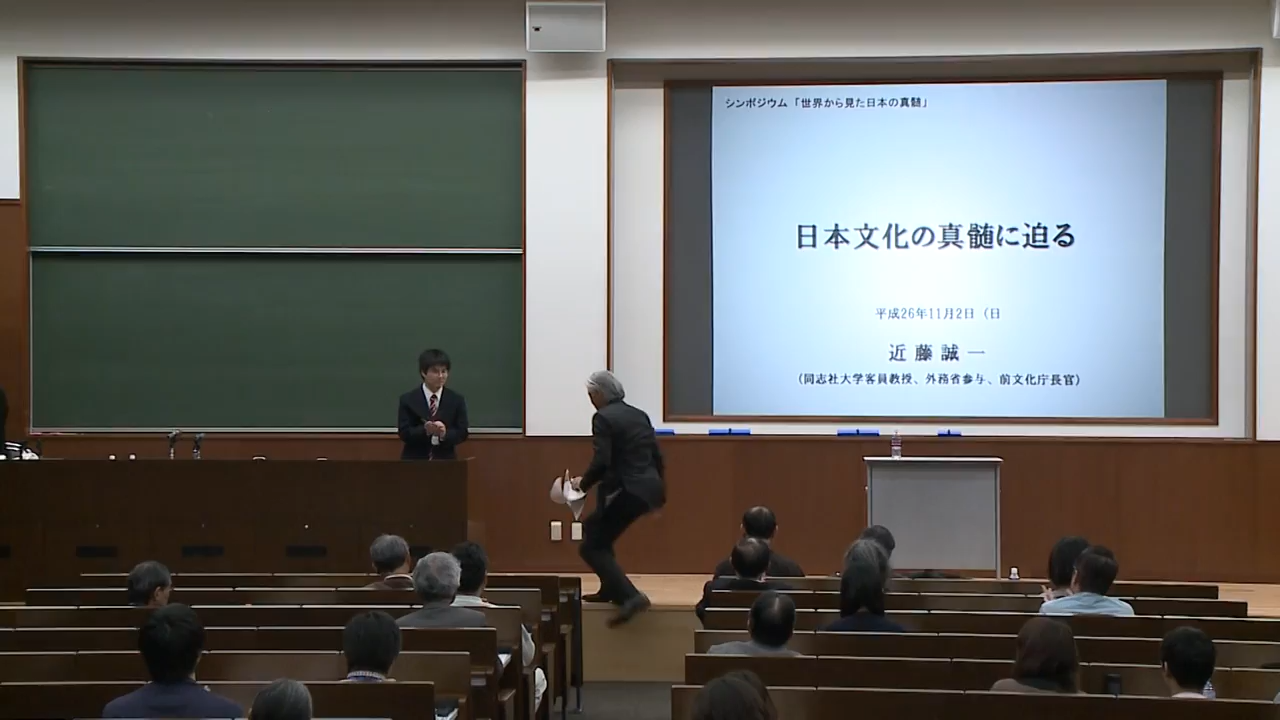 シンポジウム「世界から見た日本の真髄」
日本文化の真髄に迫る
平成26年11月2日（日
近藤誠一
（同志社大学客員教授、外務省参与、前文化庁長官）